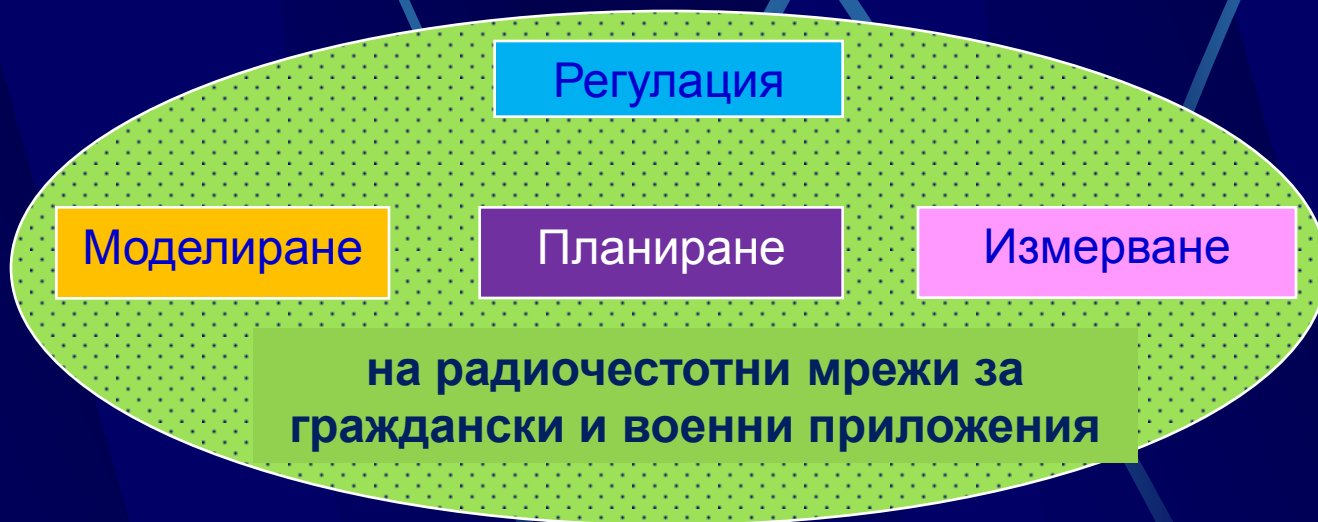 Регулация
Моделиране
Планиране
Измерване
на радиочестотни мрежи за
граждански и военни приложения